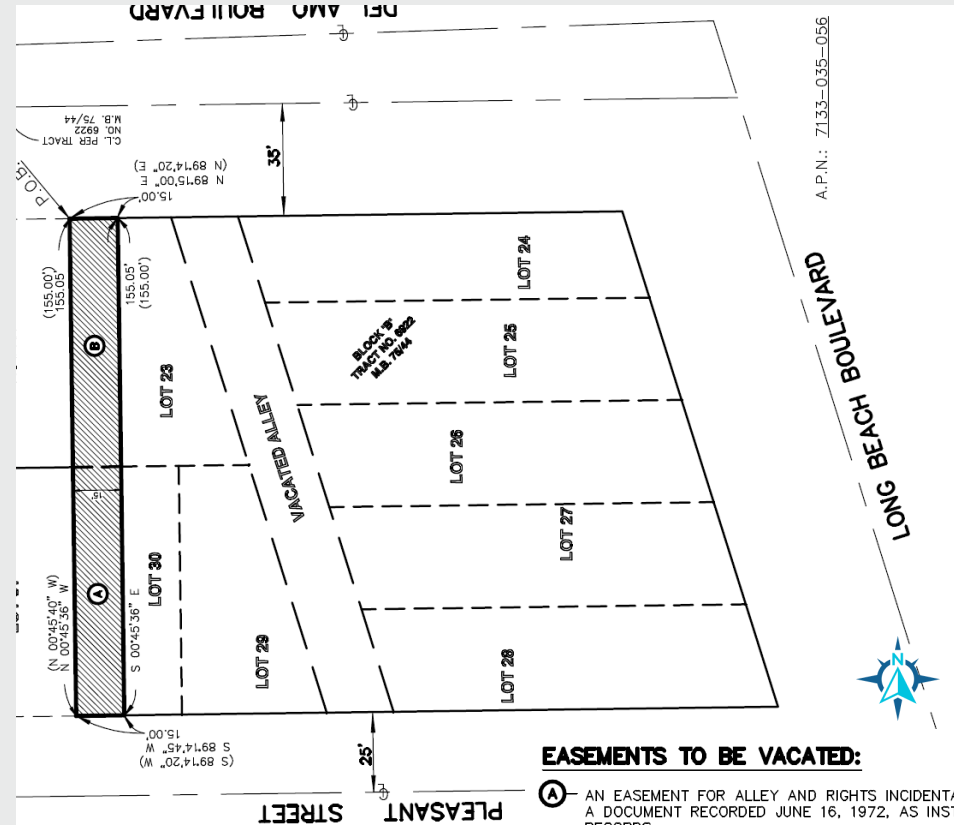 DEL AMO BOULEVARD
A.P.N.: 7133-035-056
C.L. PER TRACT
NO. 6922
M.B. 75/44
P.O.B.
N 89°15'00" E
(N 89°14'20" E)
15.00'
35'
(155.00')
155.05'
155.05'
(155.00')
B
LOT 23
LOT 24
BLOCK 'B'
TRACT NO. 6922
M.B. 75/44
LOT 25
LONG BEACH BOULEVARD
VACATED ALLEY
LOT 26
15'
LOT 27
A
LOT 30
(N 00°45'40" W)
N 00°45'36" W
S 00°45'36" E
LOT 29
LOT 28
N
15.00'
S 89°14'45" W
(S 89°14'20" W)
25'
PLEASANT STREET
EASEMENTS TO BE VACATED:
A AN EASEMENT FOR ALLEY AND RIGHTS INCIDENTA
A DOCUMENT RECORDED JUNE 16, 1972, AS INST
RECORDS